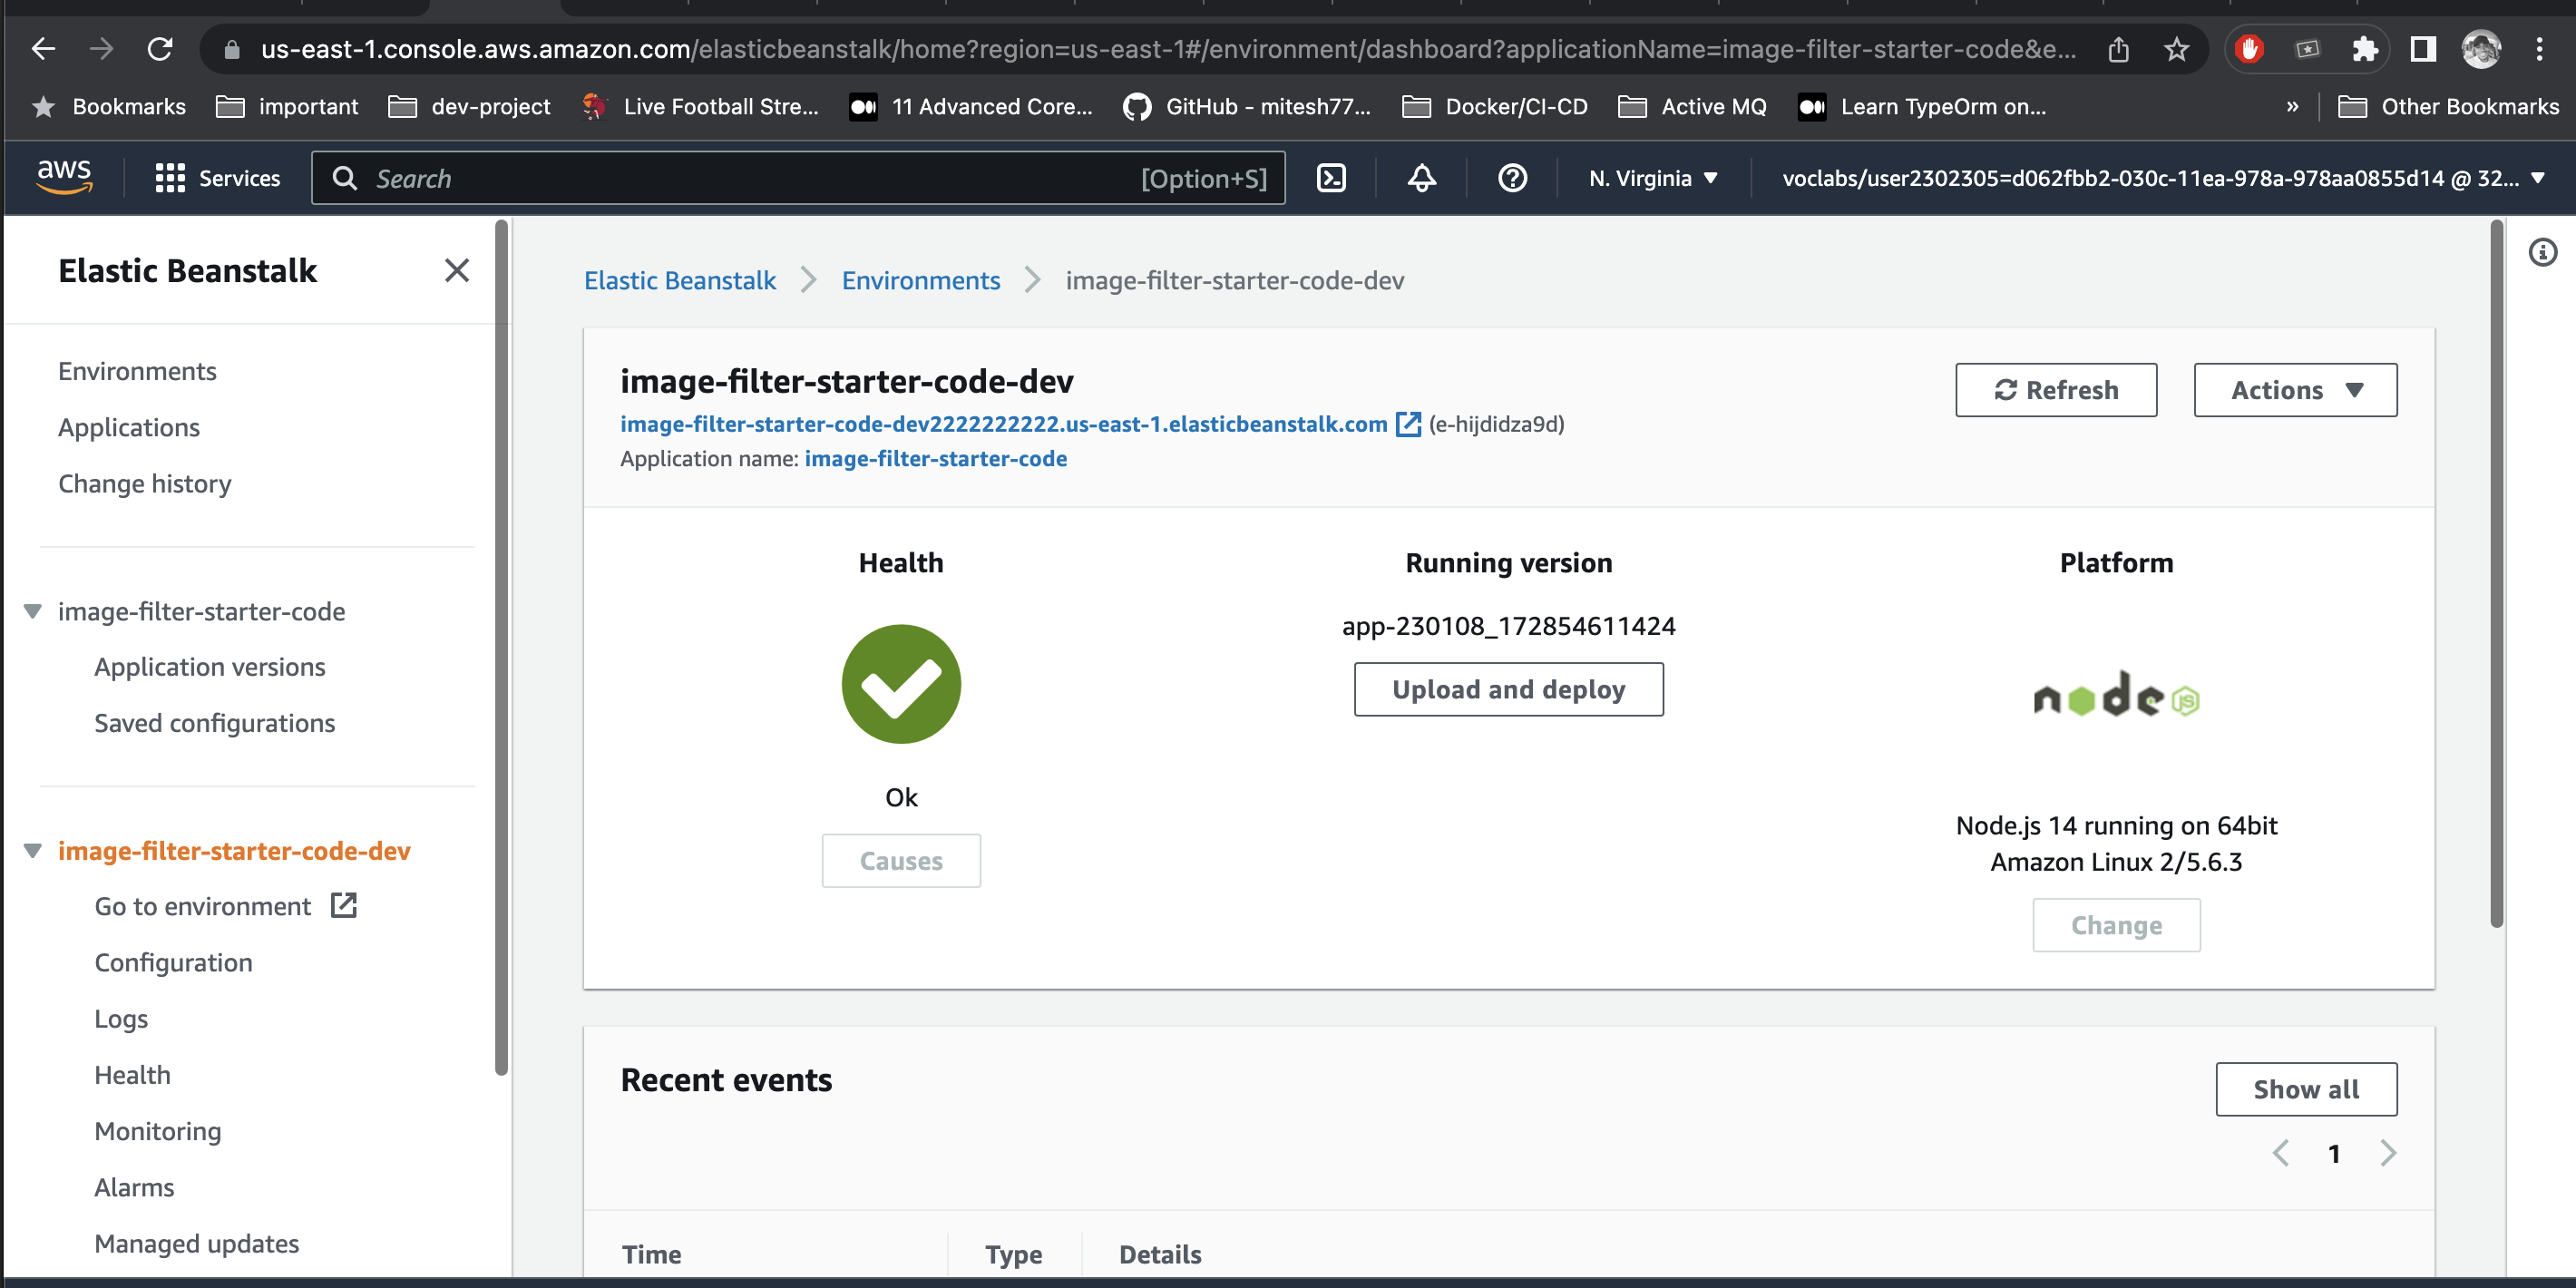 us-east-1.console.aws.amazon.com/elasticbeanstalk/home?region=us-east-1#/environment/dashboard?applicationName=image-filter-starter-code&e...
Bookmarks important dev-project Live Football Stre... 11 Advanced Core... GitHub - mitesh77... Docker/CI-CD Active MQ Learn TypeOrm on... » Other Bookmarks
aws Services Search [Option+S] N. Virginia voclabs/user2302305=d062fbb2-030c-11ea-978a-978aa0855d14 @ 32...
Elastic Beanstalk
Environments
Applications
Change history
image-filter-starter-code
Application versions
Saved configurations
image-filter-starter-code-dev
Go to environment
Configuration
Logs
Health
Monitoring
Alarms
Managed updates
Elastic Beanstalk Environments image-filter-starter-code-dev
image-filter-starter-code-dev
image-filter-starter-code-dev2222222222.us-east-1.elasticbeanstalk.com (e-hijdidza9d)
Application name: image-filter-starter-code
Refresh Actions
Health
Ok
Causes
Running version
app-230108_172854611424
Upload and deploy
Platform
node JS
Node.js 14 running on 64bit
Amazon Linux 2/5.6.3
Change
Recent events
Show all
1
Time Type Details